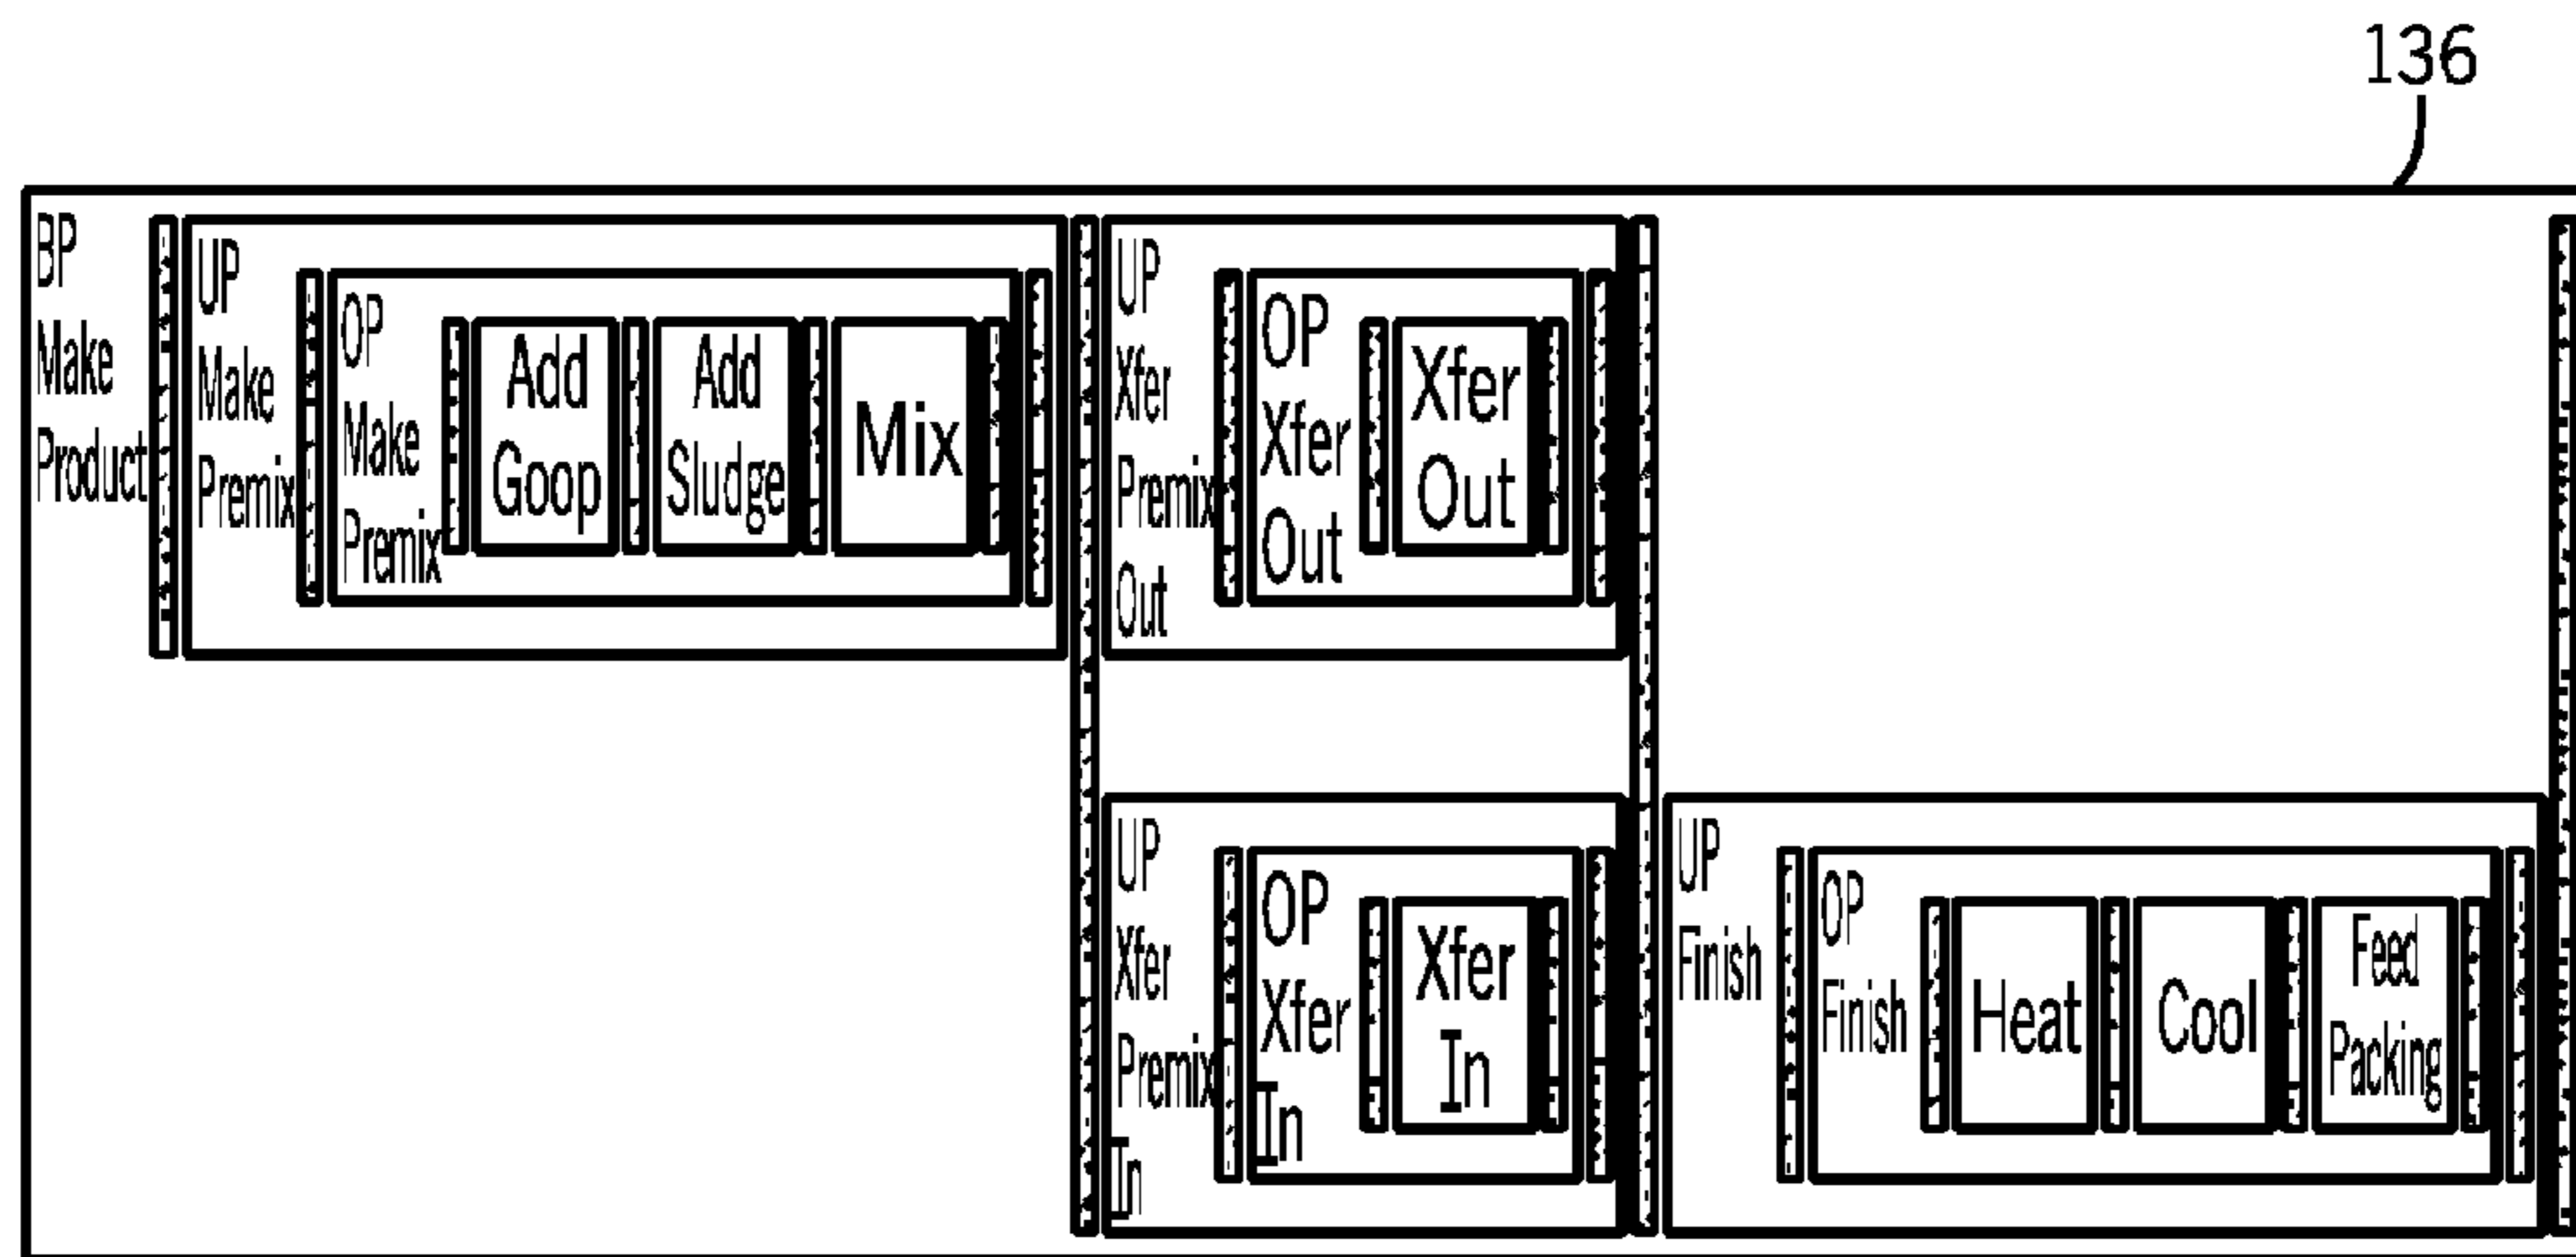 136
BP
Make
Product
UP
Make
Premix
OP
Make
Premix
Add
Goop
Add
Sludge
Mix
UP
Xfer
Premix
Out
OP
Xfer
Out
Xfer
Out
UP
Xfer
Premix
In
OP
Xfer
In
Xfer
In
UP
Finish
OP
Finish
Heat
Cool
Feed
Packing